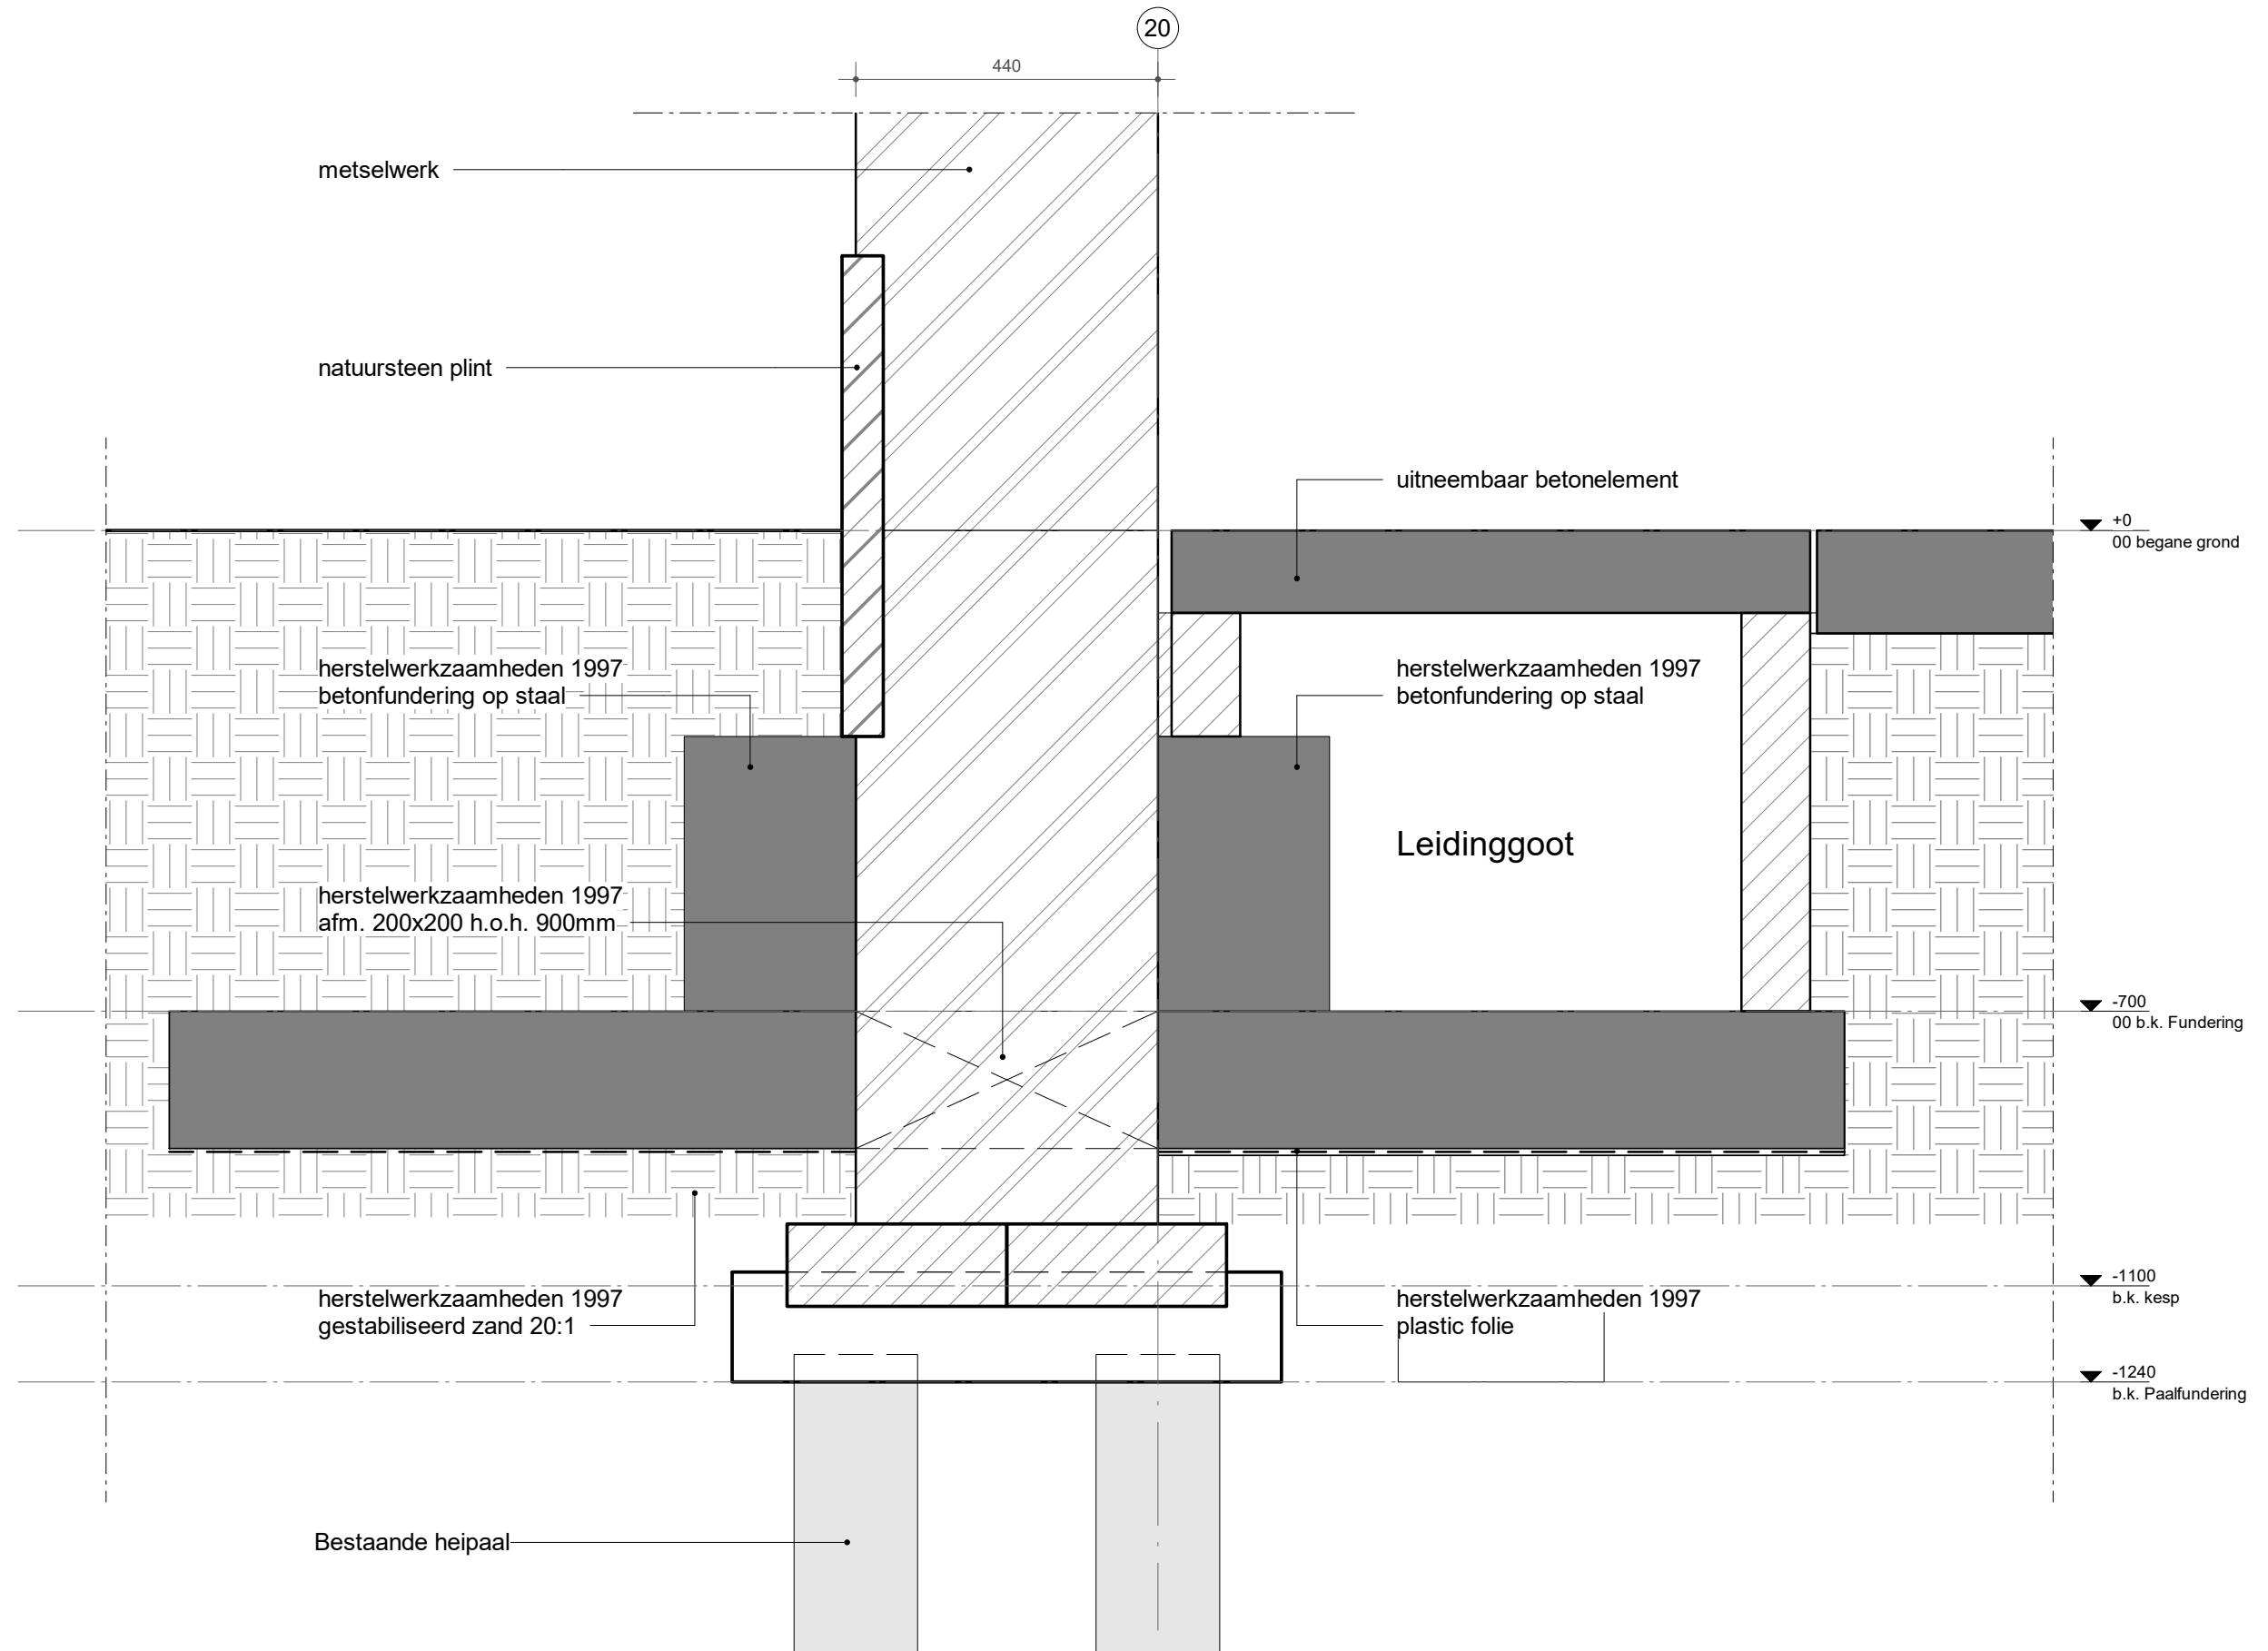 20
440
metselwerk
natuursteen plint
uitneembaar betonelement
+0
00 begane grond
herstelwerkzaamheden 1997
betonfundering op staal
herstelwerkzaamheden 1997
betonfundering op staal
Leidinggoot
herstelwerkzaamheden 1997
afm. 200x200 h.o.h. 900mm
-700
00 b.k. Fundering
herstelwerkzaamheden 1997
gestabiliseerd zand 20:1
herstelwerkzaamheden 1997
plastic folie
-1100
b.k. kesp
-1240
b.k. Paalfundering
Bestaande heipaal